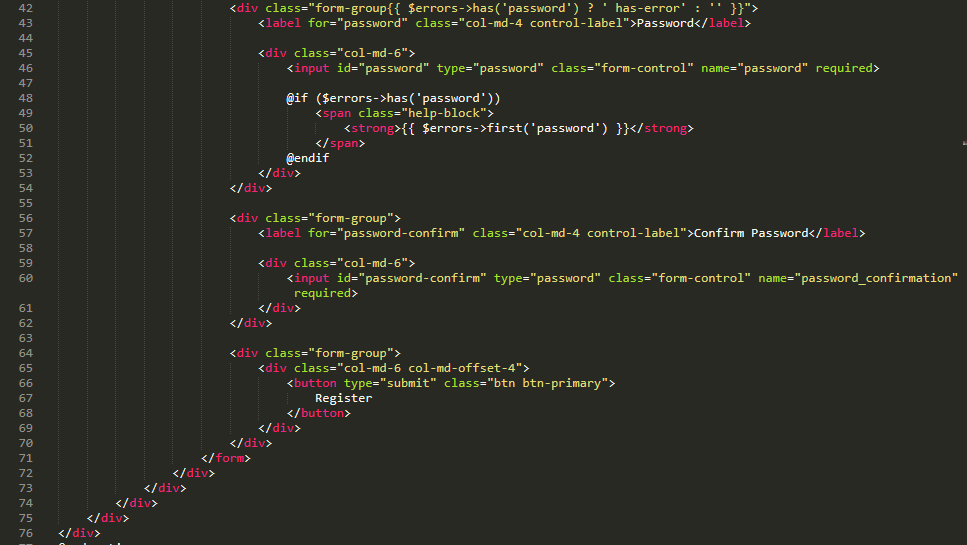 42 <div class="form-group{{ $errors->has('password') ? ' has-error' : '' }}">
43 <label for="password" class="col-md-4 control-label">Password</label>
44
45 <div class="col-md-6">
46 <input id="password" type="password" class="form-control" name="password" required>
47
48 @if ($errors->has('password'))
49 <span class="help-block">
50 <strong>{{ $errors->first('password') }}</strong>
51 </span>
52 @endif
53 </div>
54 </div>
55
56 <div class="form-group">
57 <label for="password-confirm" class="col-md-4 control-label">Confirm Password</label>
58
59 <div class="col-md-6">
60 <input id="password-confirm" type="password" class="form-control" name="password_confirmation"
required>
61 </div>
62 </div>
63
64 <div class="form-group">
65 <div class="col-md-6 col-md-offset-4">
66 <button type="submit" class="btn btn-primary">
67 Register
68 </button>
69 </div>
70 </div>
71 </form>
72 </div>
73 </div>
74 </div>
75 </div>
76 </div>